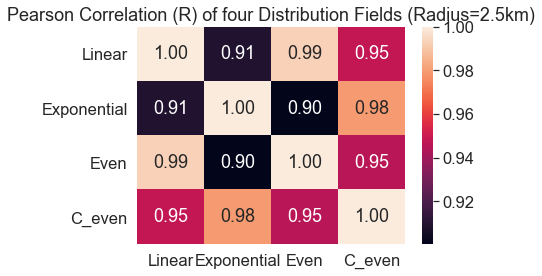 Pearson Correlation (R) of four Distribution Fields (Radjus=2.5km)
Linear 1.00 0.91 0.99 0.95
Exponential 0.91 1.00 0.90 0.98
Even 0.99 0.90 1.00 0.95
C_even 0.95 0.98 0.95 1.00
Linear Exponential Even C_even
1.00
0.98
0.96
0.94
0.92